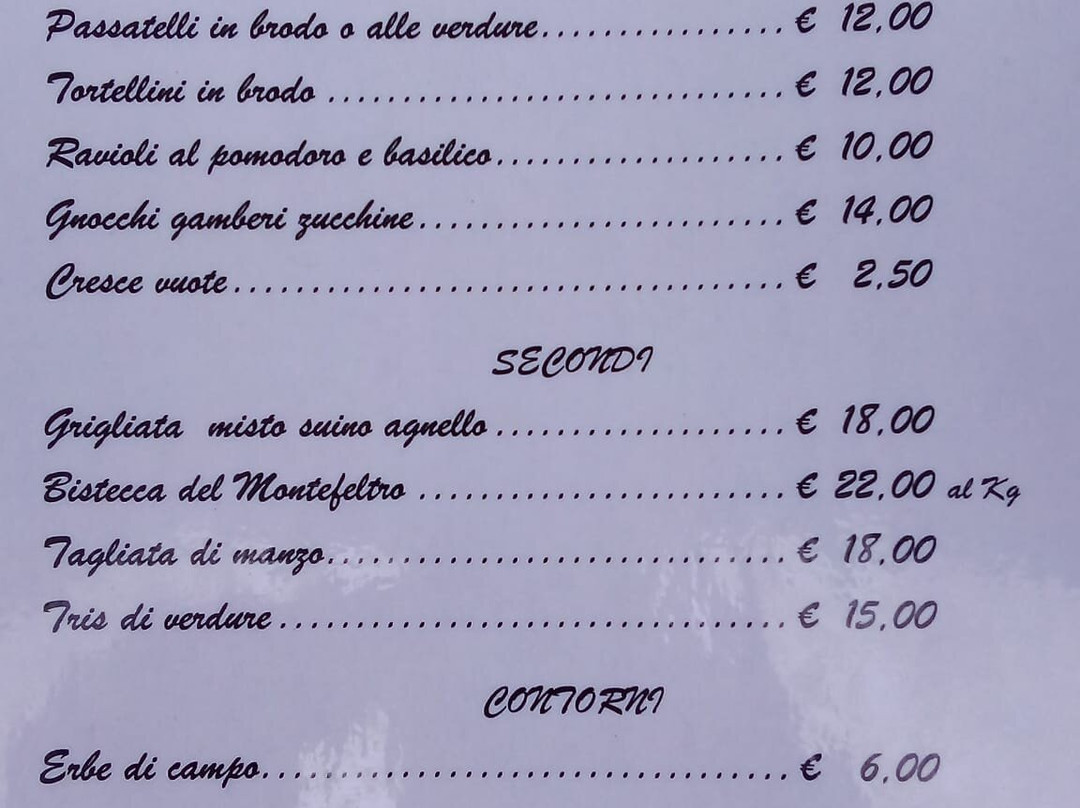 Passatelli in brodo o alle verdure................€ 12,00
Tortellini in brodo ..............................€ 12,00
Ravioli al pomodoro e basilico...................€ 10,00
Gnocchi gamberi zucchine........................€ 14,00
Cresce vuote....................................€ 2,50
SECONDI
Grigliata misto suino agnello ...................€ 18,00
Bistecca del Montefeltro ........................€ 22,00 al Kg
Tagliata di manzo..............................€ 18,00
Tris di verdure.................................€ 15,00
CONTORNI
Erbe di campo...................................€ 6,00